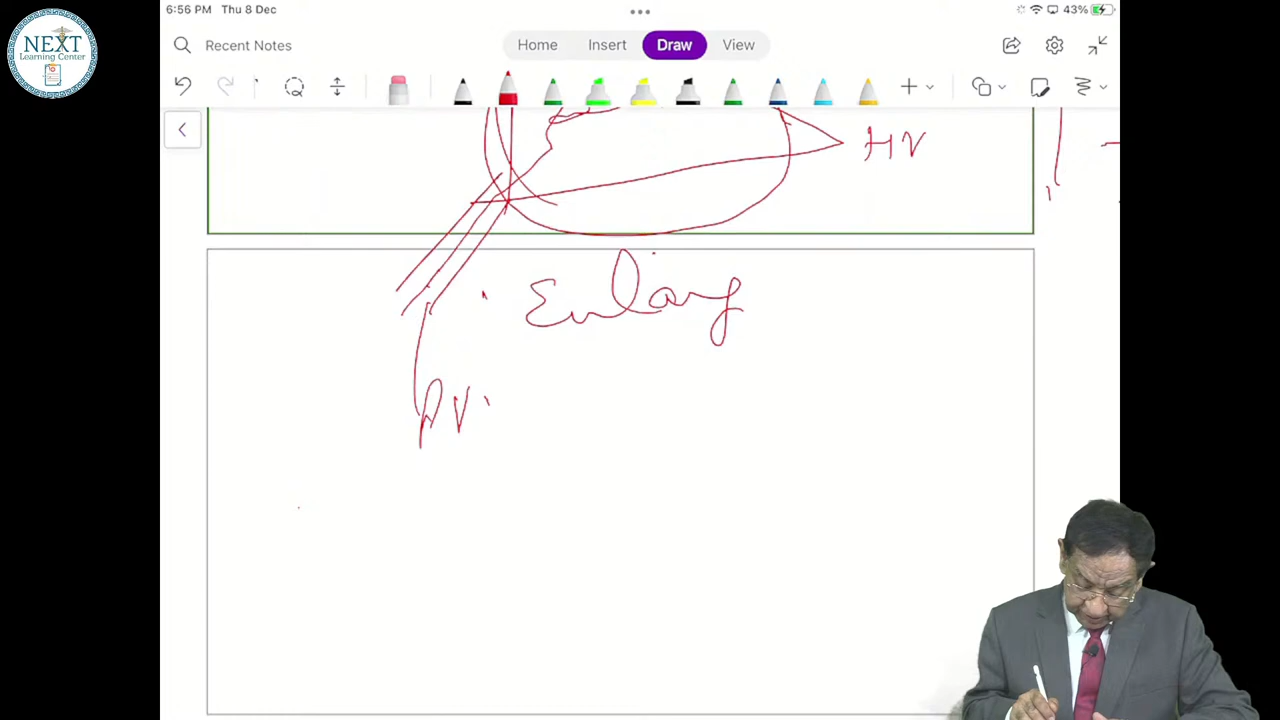 6:56 PM Thu 8 Dec
43%
NEXT
Learning Center
Recent Notes
Home Insert Draw View
HV
Enlarg
PV